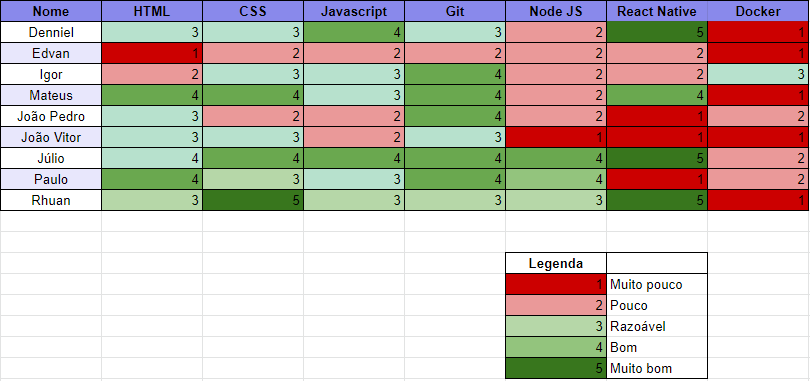 Nome HTML CSS Javascript Git Node JS React Native Docker
Denniel 3 3 4 3 2 5 1
Edvan 1 2 2 2 2 2 1
Igor 2 3 3 4 2 2 3
Mateus 4 4 3 4 2 4 1
João Pedro 3 2 2 4 2 1 2
João Vitor 3 3 2 3 1 1 1
Júlio 4 4 4 4 4 5 2
Paulo 4 3 3 4 4 1 2
Rhuan 3 5 3 3 3 5 1
Legenda
1 Muito pouco
2 Pouco
3 Razoável
4 Bom
5 Muito bom